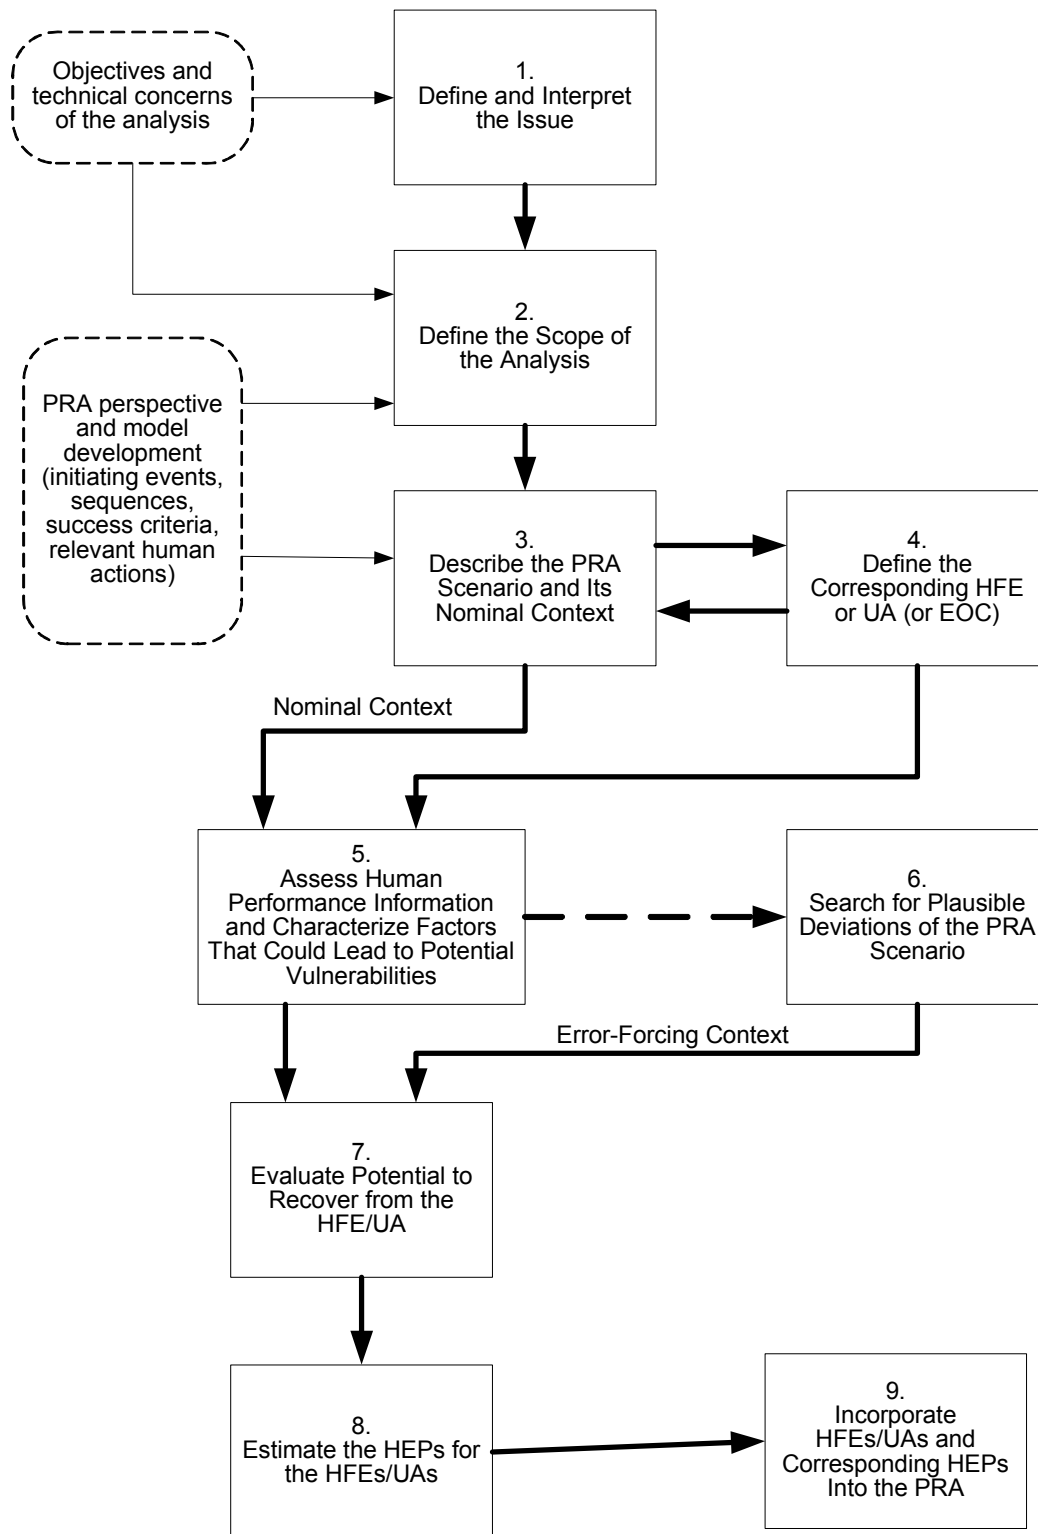 Objectives and
technical concerns
of the analysis
1.
Define and Interpret
the Issue
2.
Define the Scope of
the Analysis
PRA perspective
and model
development
(initiating events,
sequences,
success criteria,
relevant human
actions)
3.
Describe the PRA
Scenario and Its
Nominal Context
4.
Define the
Corresponding HFE
or UA (or EOC)
Nominal Context
5.
Assess Human
Performance Information
and Characterize Factors
That Could Lead to Potential
Vulnerabilities
6.
Search for Plausible
Deviations of the PRA
Scenario
Error-Forcing Context
7.
Evaluate Potential to
Recover from the
HFE/UA
8.
Estimate the HEPs for
the HFEs/UAs
9.
Incorporate
HFEs/UAs and
Corresponding HEPs
Into the PRA